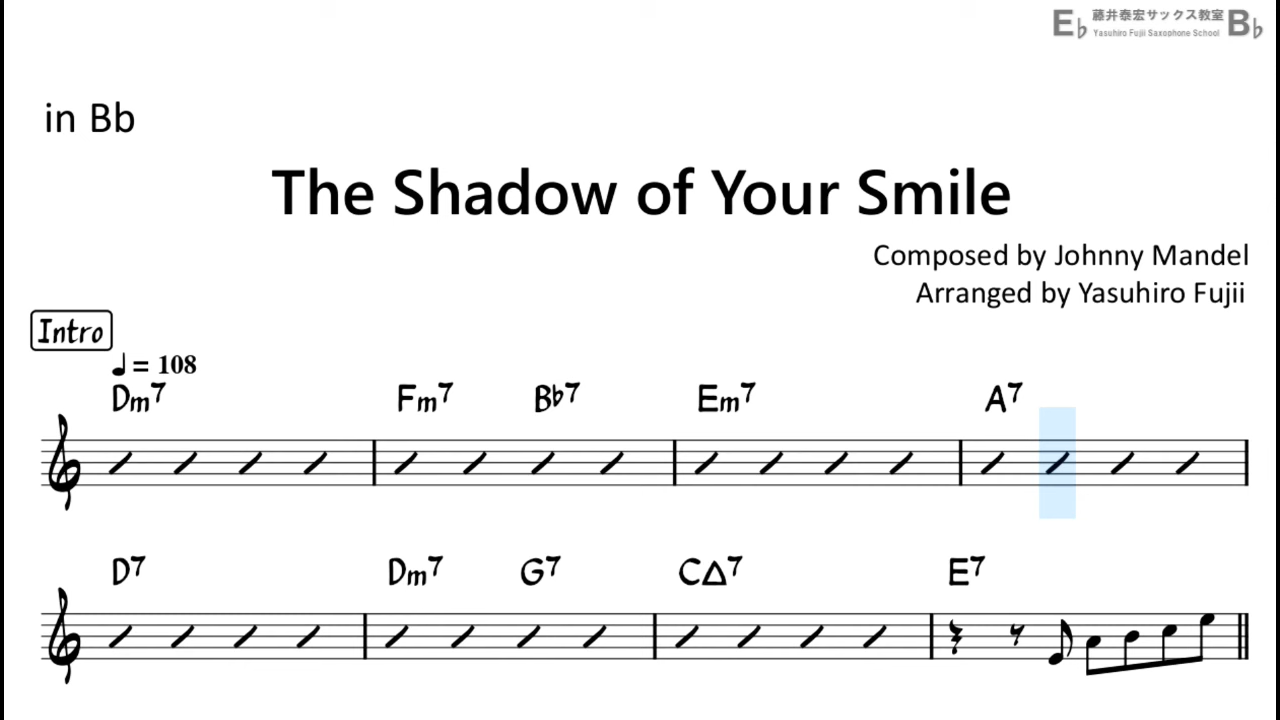 E♭ 藤井泰宏サックス教室 B♭
Yasuhiro Fujii Saxophone School
in Bb
The Shadow of Your Smile
Composed by Johnny Mandel
Arranged by Yasuhiro Fujii
Intro
♩ = 108
Dm7 Fm7 B♭7 Em7 A7
D7 Dm7 G7 C△7 E7